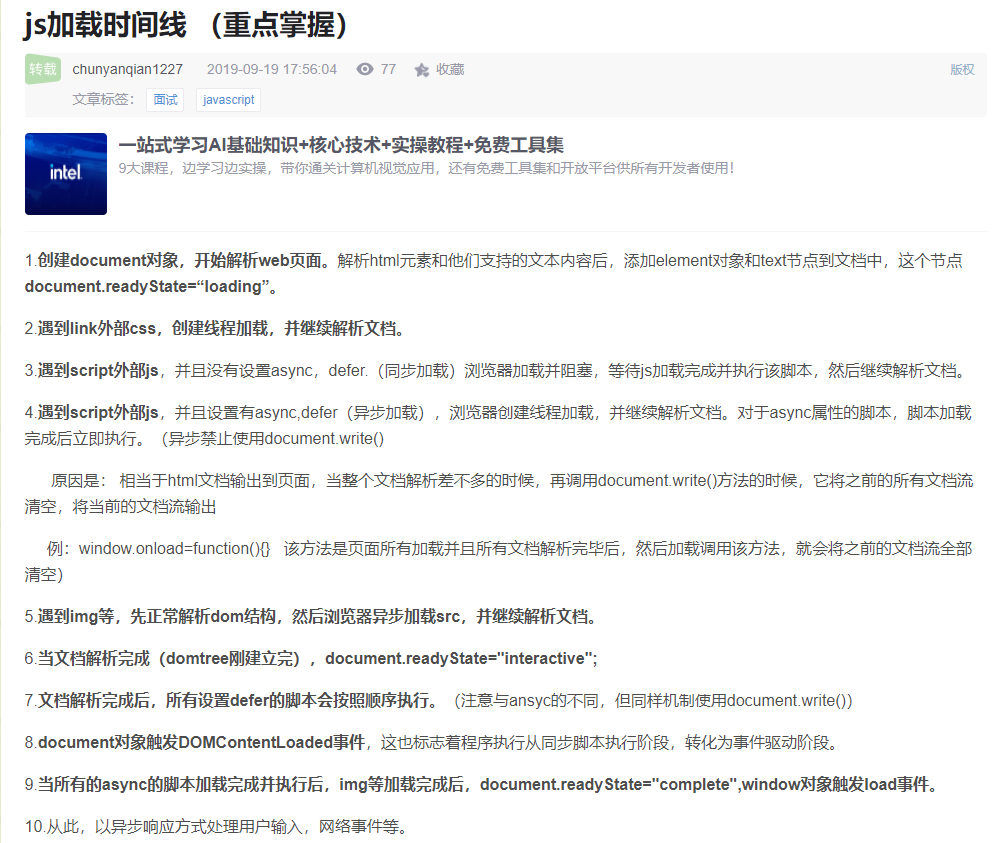 js加载时间线 （重点掌握）
转载 chunyanqian1227 2019-09-19 17:56:04 77 收藏 版权
文章标签： 面试 javascript
intel.
一站式学习AI基础知识+核心技术+实操教程+免费工具集
9大课程，边学习边实操，带你通关计算机视觉应用，还有免费工具集和开放平台供所有开发者使用！
1.创建document对象，开始解析web页面。解析html元素和他们支持的文本内容后，添加element对象和text节点到文档中，这个节点
document.readyState=“loading”。
2.遇到link外部css，创建线程加载，并继续解析文档。
3.遇到script外部js，并且没有设置async，defer.（同步加载）浏览器加载并阻塞，等待js加载完成并执行该脚本，然后继续解析文档。
4.遇到script外部js，并且设置有async,defer（异步加载），浏览器创建线程加载，并继续解析文档。对于async属性的脚本，脚本加载
完成后立即执行。（异步禁止使用document.write()
原因是： 相当于html文档输出到页面，当整个文档解析差不多的时候，再调用document.write()方法的时候，它将之前的所有文档流
清空，将当前的文档流输出
例：window.onload=function(){} 该方法是页面所有加载并且所有文档解析完毕后，然后加载调用该方法，就会将之前的文档流全部
清空）
5.遇到img等，先正常解析dom结构，然后浏览器异步加载src，并继续解析文档。
6.当文档解析完成（domtree刚建立完），document.readyState="interactive";
7.文档解析完成后，所有设置defer的脚本会按照顺序执行。（注意与ansyc的不同，但同样机制使用document.write()）
8.document对象触发DOMContentLoaded事件，这也标志着程序执行从同步脚本执行阶段，转化为事件驱动阶段。
9.当所有的async的脚本加载完成并执行后，img等加载完成后，document.readyState="complete",window对象触发load事件。
10.从此，以异步响应方式处理用户输入，网络事件等。